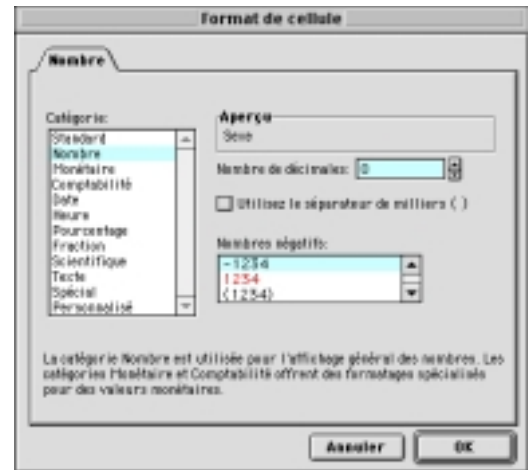 Format de cellule
Nombre
Catégorie:
Standard
Nombre
Monétaire
Comptabilité
Date
Heure
Pourcentage
Fraction
Scientifique
Texte
Spécial
Personnalisé
Aperçu
Sexe
Nombre de décimales: 0
Utilisez le séparateur de milliers ( )
Nombres négatifs:
-1234
1234
(1234)
La catégorie Nombre est utilisée pour l'affichage général des nombres. Les
catégories Monétaire et Comptabilité offrent des formatages spécialisés
pour des valeurs monétaires.
Annuler
OK